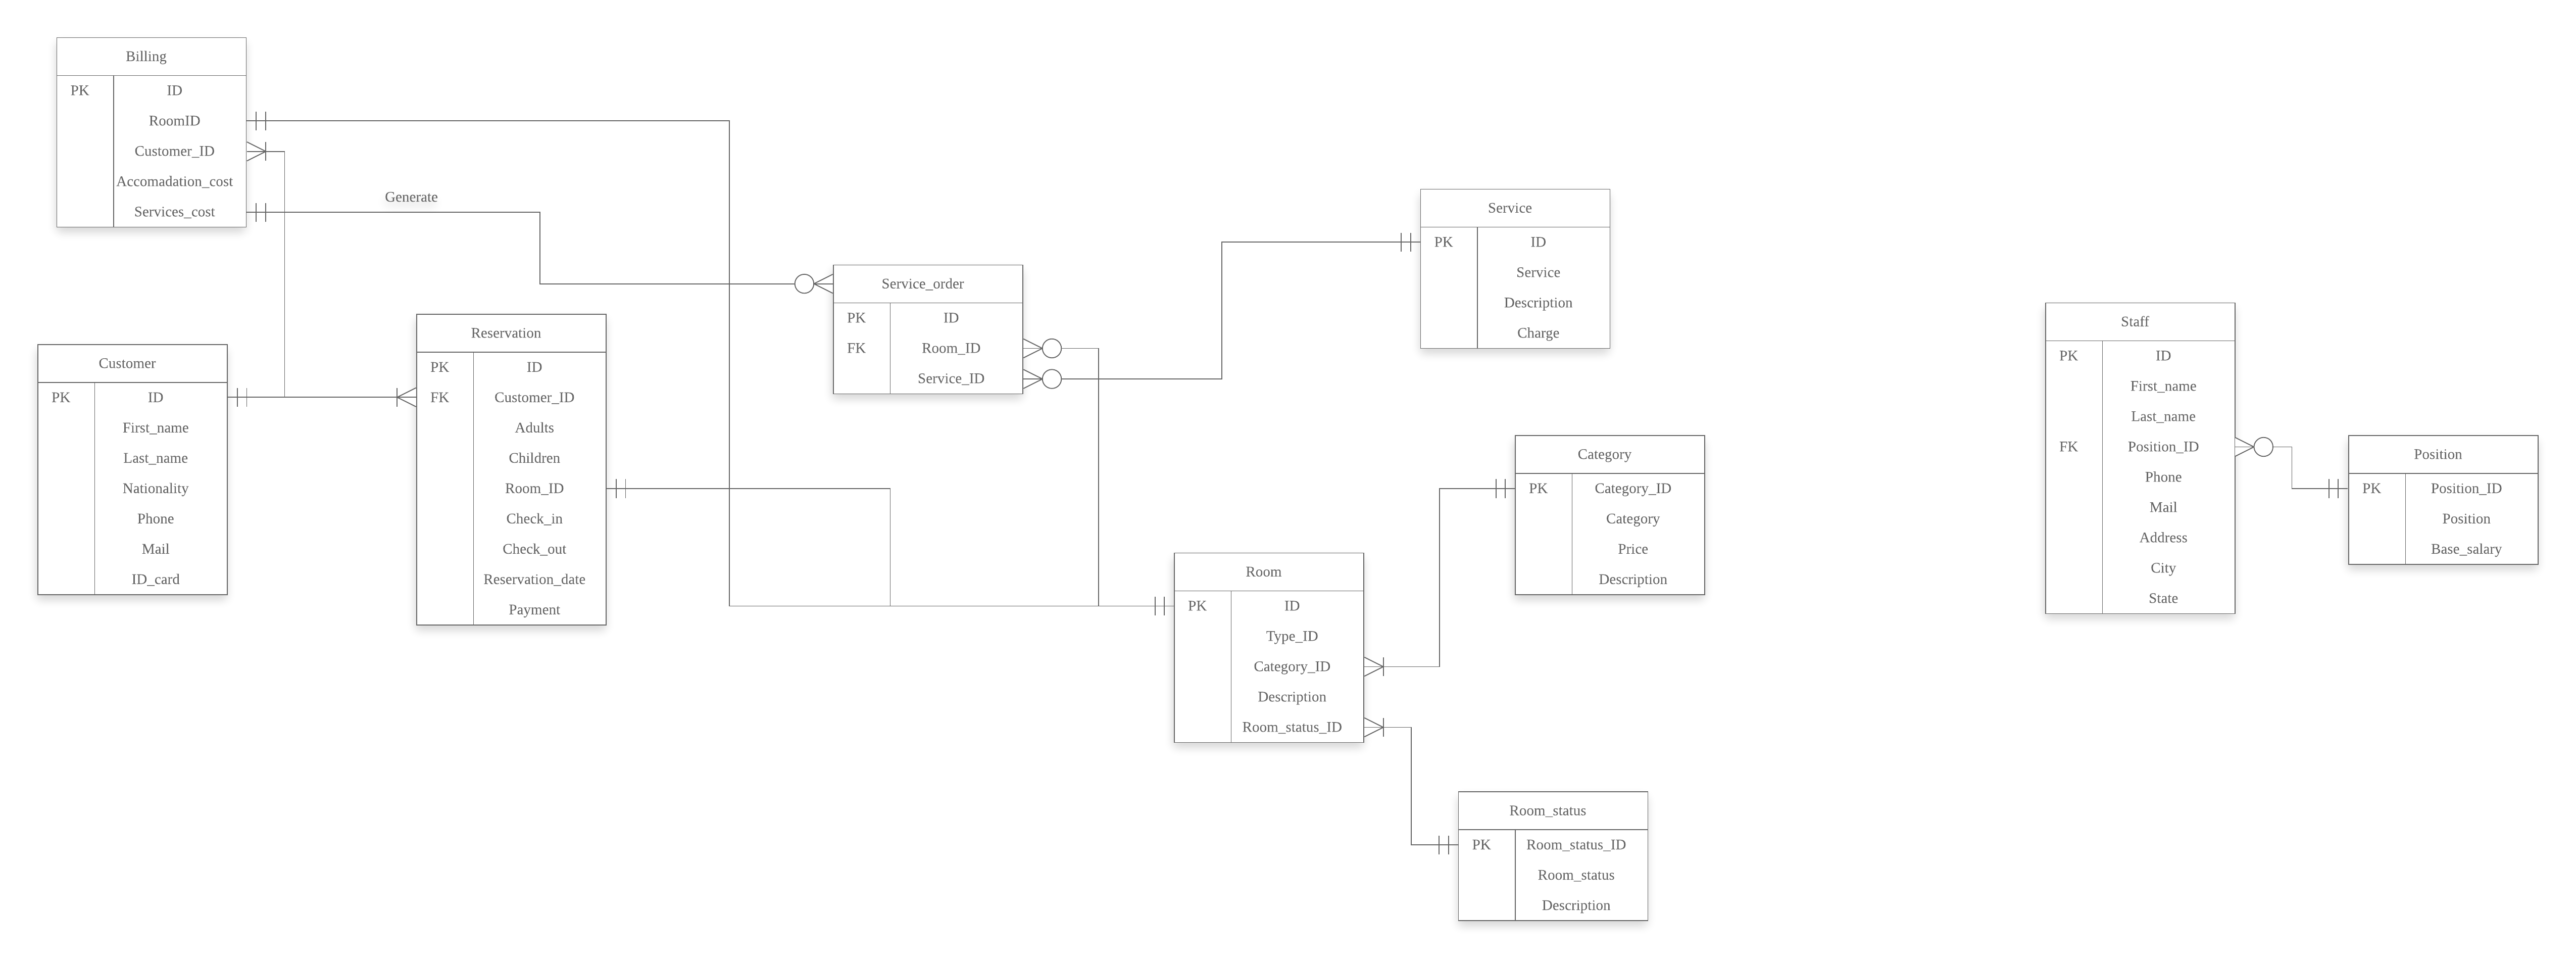 Billing
PK ID
RoomID
Customer_ID
Accomadation_cost
Services_cost
Generate
Customer
PK ID
First_name
Last_name
Nationality
Phone
Mail
ID_card
Reservation
PK ID
FK Customer_ID
Adults
Children
Room_ID
Check_in
Check_out
Reservation_date
Payment
Service_order
PK ID
FK Room_ID
Service_ID
Service
PK ID
Service
Description
Charge
Category
PK Category_ID
Category
Price
Description
Room
PK ID
Type_ID
Category_ID
Description
Room_status_ID
Room_status
PK Room_status_ID
Room_status
Description
Staff
PK ID
First_name
Last_name
FK Position_ID
Phone
Mail
Address
City
State
Position
PK Position_ID
Position
Base_salary